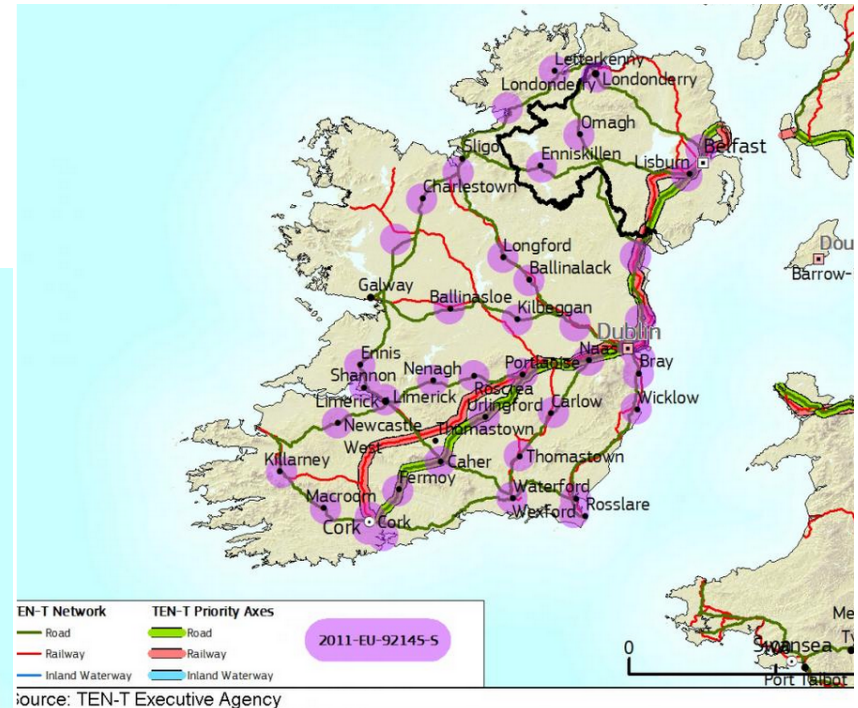 Letterkenny
Londonderry
Londonderry
Omagh
Belfast
Sligo
Lisburn
Enniskillen
Charlestown
Dou
Longford
Barrow-
Ballinalack
Galway
Ballinasloe
Kilbeggan
Dublin
Ennis
Portlaoise
Naas
Bray
Shannon
Nenagh
Roscrea
Limerick
Limerick
Urlingford
Carlow
Wicklow
Newcastle
West
Thomastown
Killarney
Caher
Thomastown
Fermoy
Waterford
Macroom
Wexford
Rosslare
Cork
Cork
TEN-T Network
TEN-T Priority Axes
Road
Road
2011-EU-92145-S
Railway
Railway
Inland Waterway
Inland Waterway
0
Me
Swansea
Ty
Port Talbot
Source: TEN-T Executive Agency